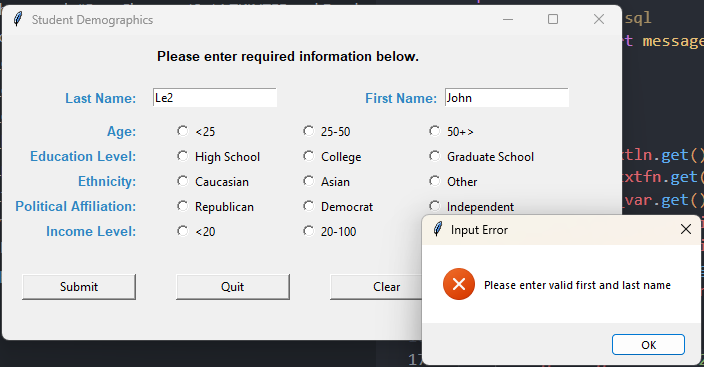 Student Demographics
sql
t message
Please enter required information below.
Last Name: Le2 First Name: John
Age: <25 25-50 50+>
Education Level: High School College Graduate School
Ethnicity: Caucasian Asian Other
Political Affiliation: Republican Democrat Independent
Income Level: <20 20-100
Submit Quit Clear
tln.get()
xtfn.get(
_var.get()
Input Error
Please enter valid first and last name
OK
17